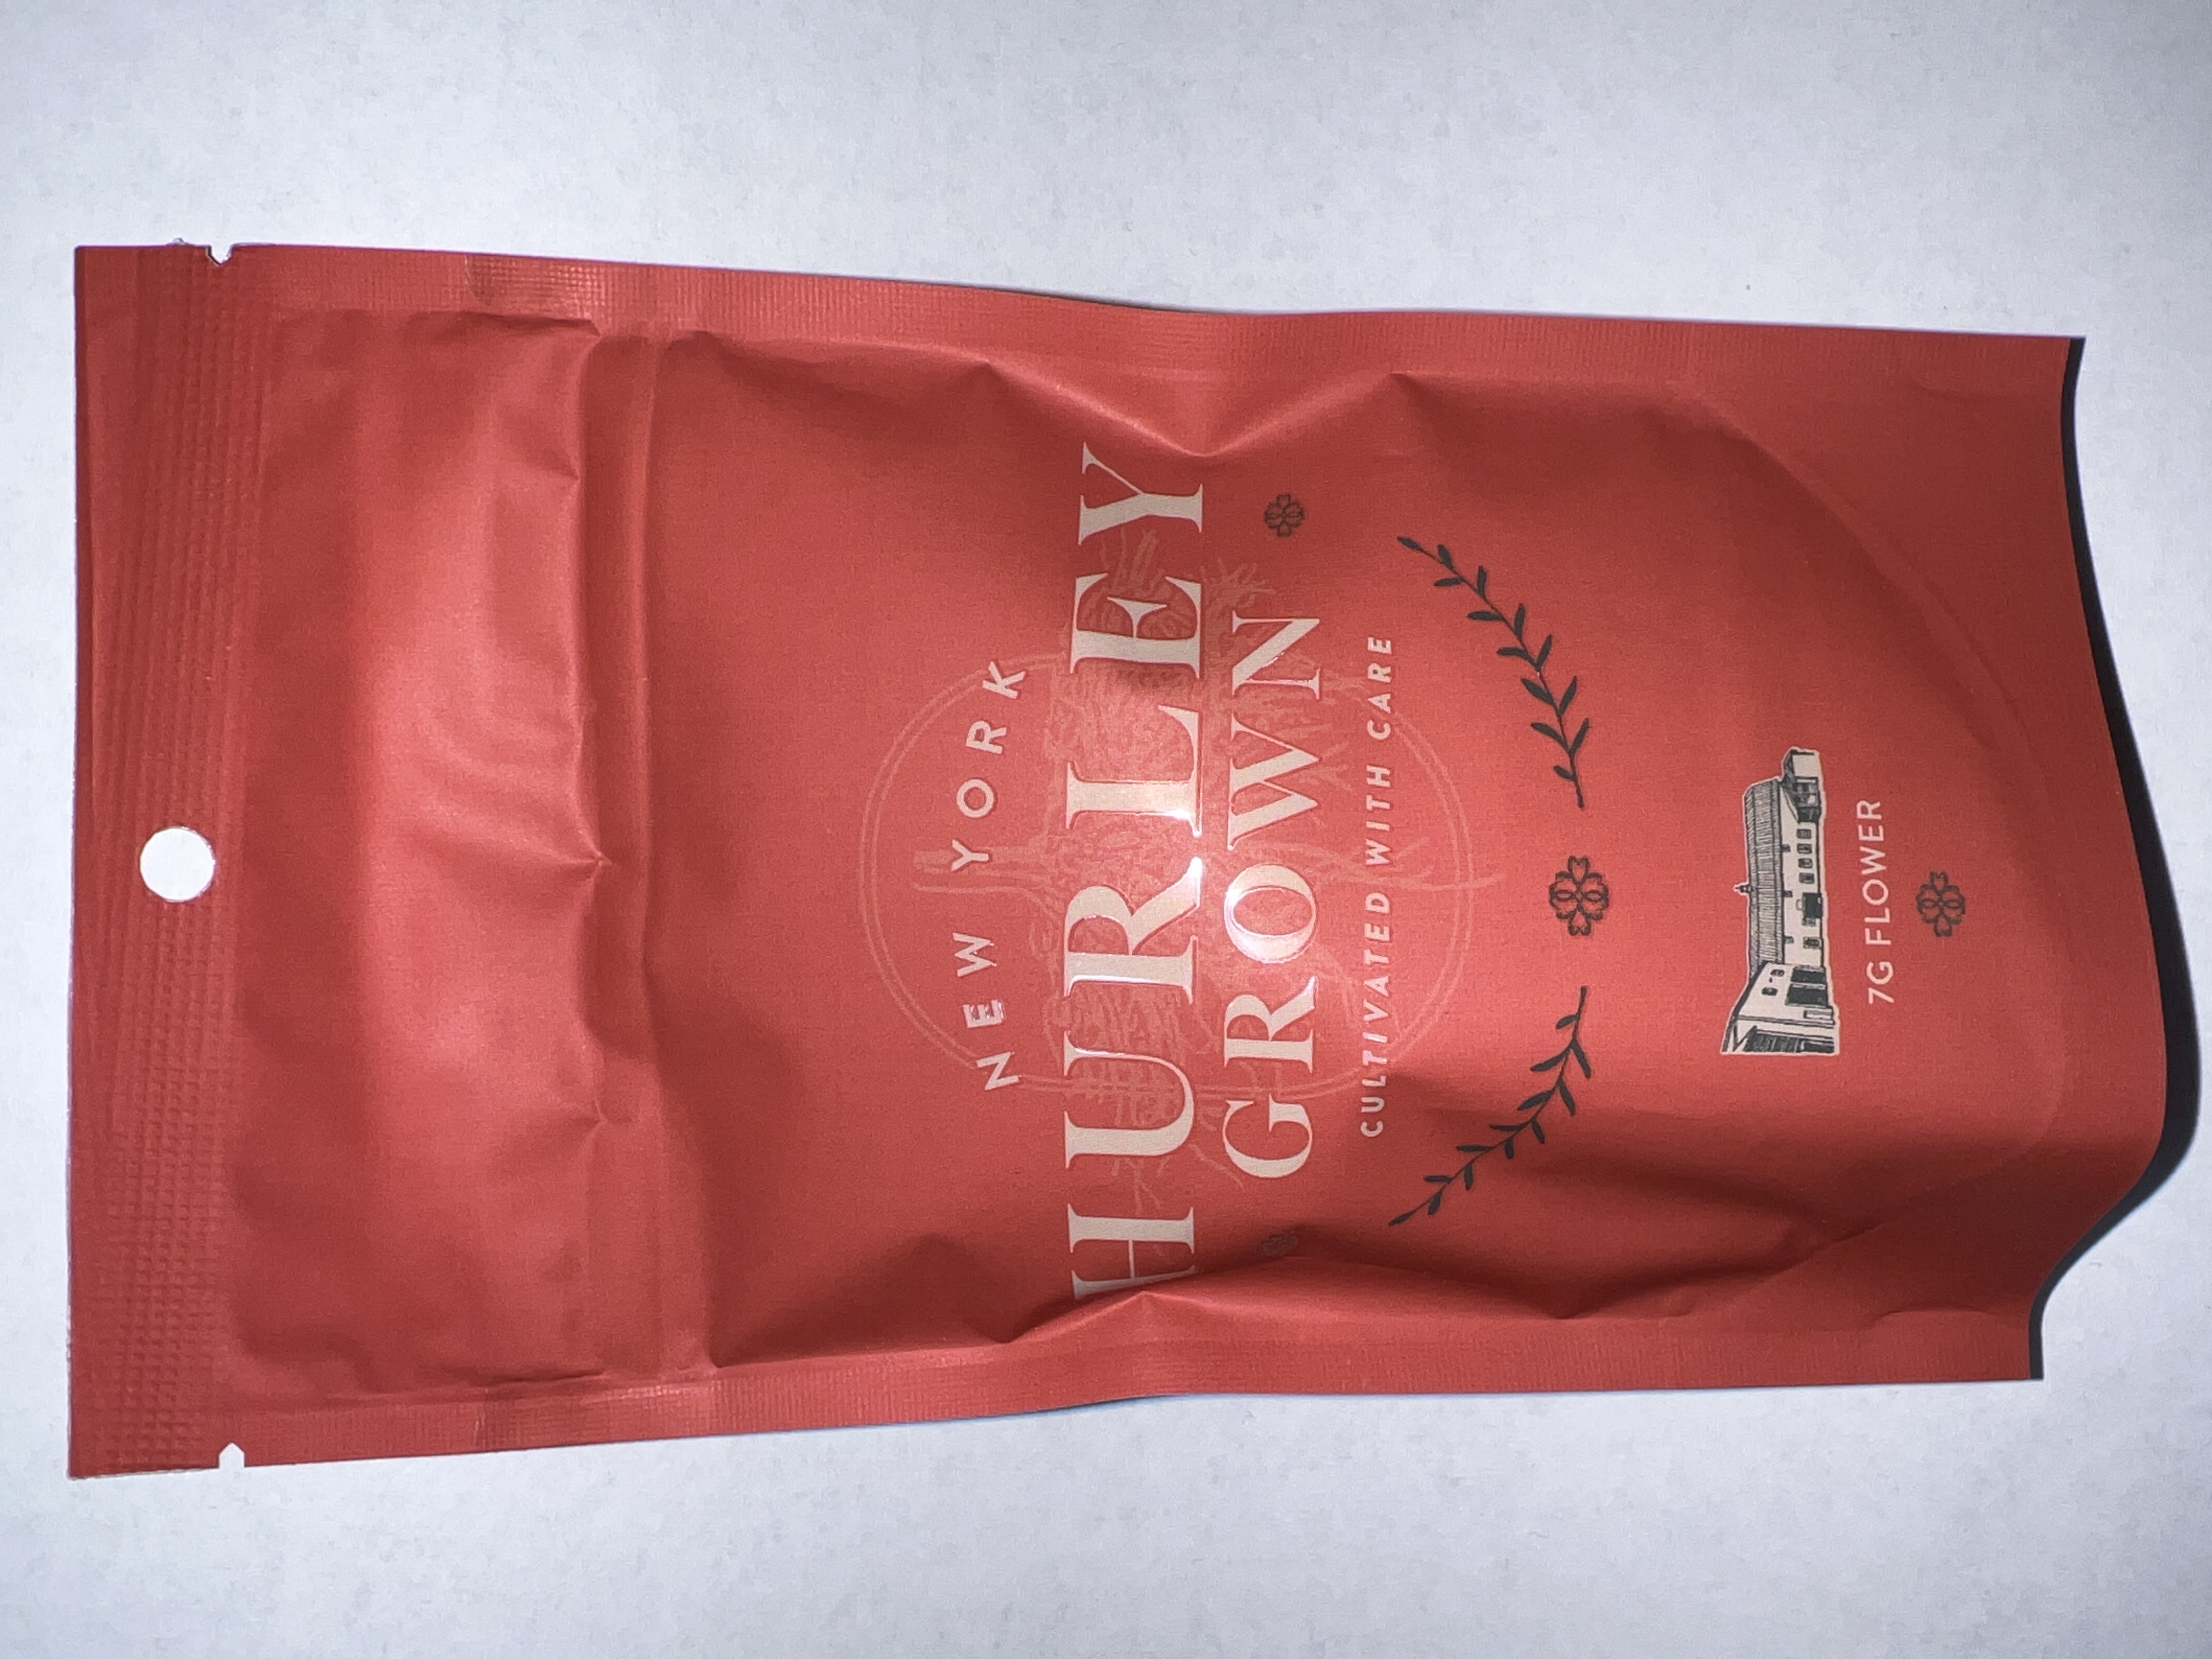 NEW YORK
HURLEY
GROWN
CULTIVATED WITH CARE
7G FLOWER